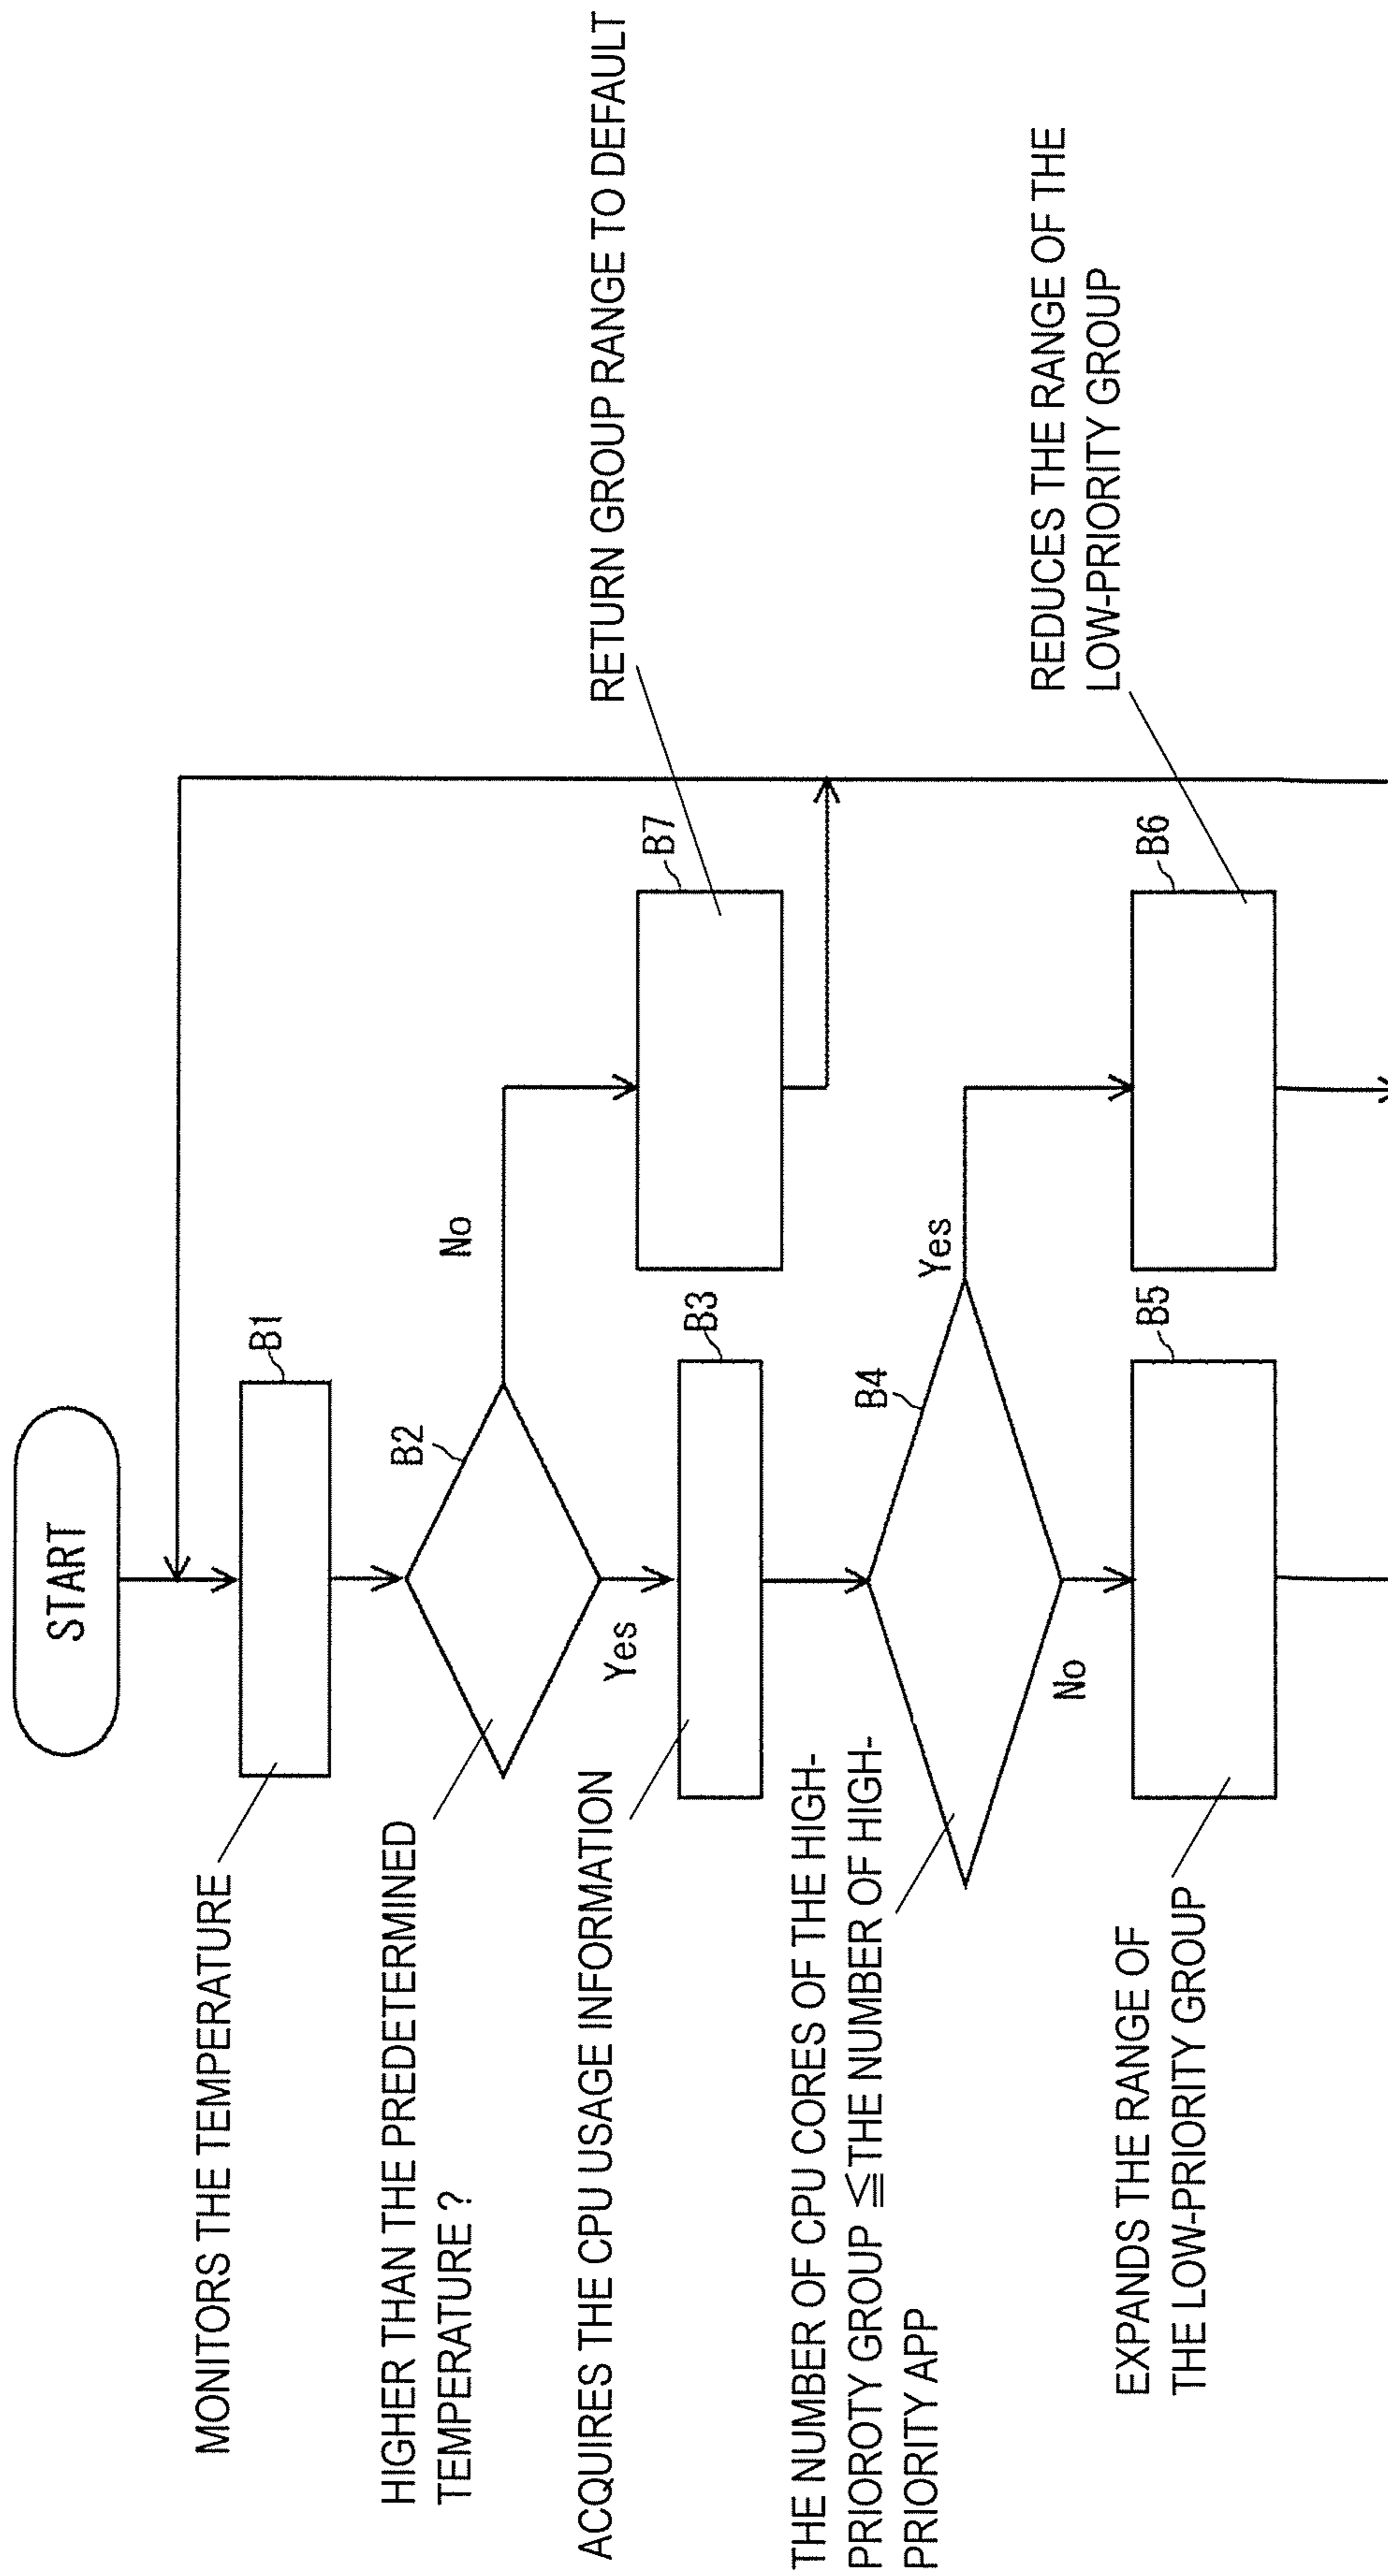 START
B1
MONITORS THE TEMPERATURE
B2
HIGHER THAN THE PREDETERMINED
TEMPERATURE ?
No
Yes
B7
RETURN GROUP RANGE TO DEFAULT
B3
ACQUIRES THE CPU USAGE INFORMATION
B4
THE NUMBER OF CPU CORES OF THE HIGH-
PRIOROTY GROUP ≦THE NUMBER OF HIGH-
PRIORITY APP
Yes
No
B6
REDUCES THE RANGE OF THE
LOW-PRIORITY GROUP
B5
EXPANDS THE RANGE OF
THE LOW-PRIORITY GROUP